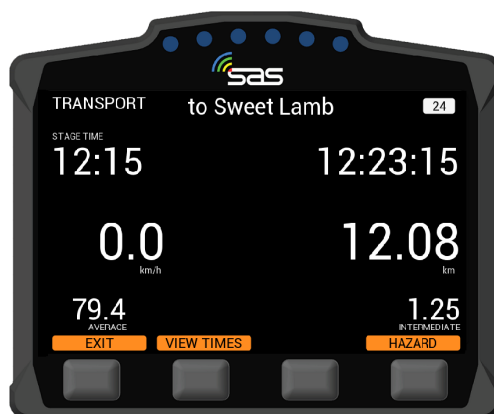 sas
TRANSPORT to Sweet Lamb 24
STAGE TIME
12:15 12:23:15
0.0 12.08
km/h km
79.4 1.25
AVERAGE INTERMEDIATE
EXIT VIEW TIMES HAZARD